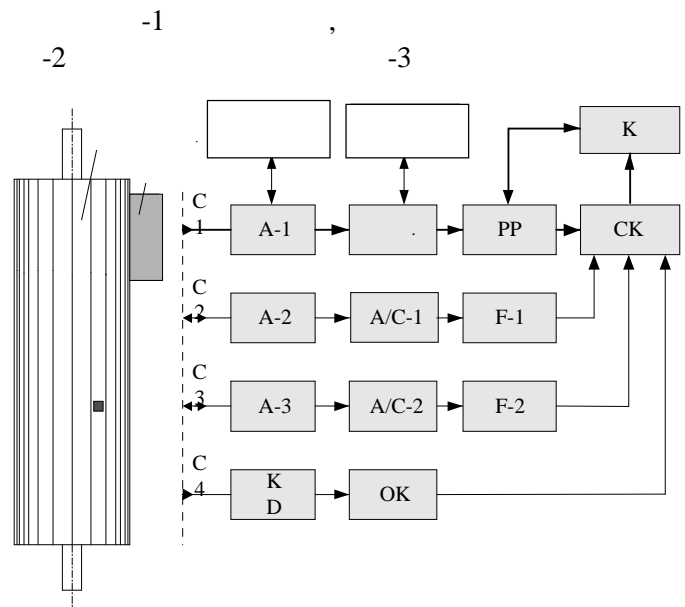 -1 ,
-2 -3
K
C
1 A-1 . PP CK
C
2 A-2 A/C-1 F-1
C
3 A-3 A/C-2 F-2
C
4 K
D OK